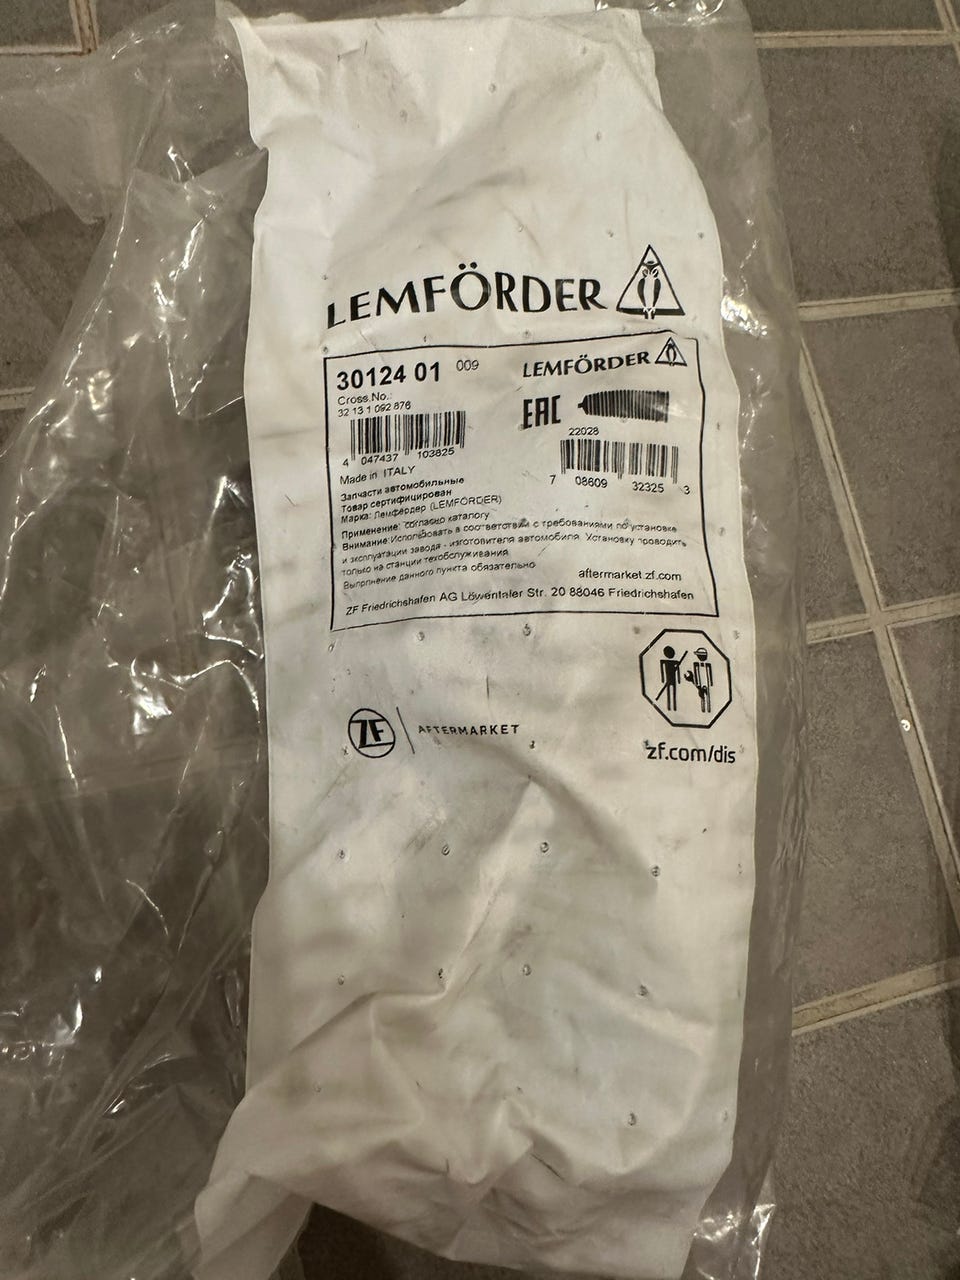 LEMFÖRDER
30124 01 009
LEMFÖRDER
Cross.No.:
32 13 1 092 876
EAC
22028
4 047437 103825
7 08609 32325 3
Made in ITALY
Запчасти автомобильные
Товар сертифицирован
Марка: Лемфёрдер (LEMFÖRDER)
Применение: согласно каталогу
Внимание: Использовать в соответствии с требованиями по установке
и эксплуатации завода - изготовителя автомобиля. Установку проводить
только на станции техобслуживания
Выполнение данного пункта обязательно
aftermarket.zf.com
ZF Friedrichshafen AG Löwentaler Str. 20 88046 Friedrichshafen
ZF AFTERMARKET
zf.com/dis